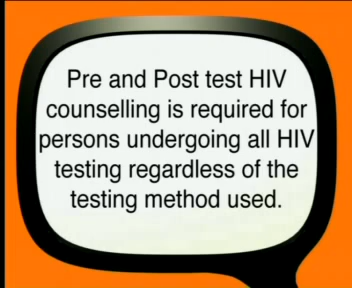 Pre and Post test HIV
counselling is required for
persons undergoing all HIV
testing regardless of the
testing method used.